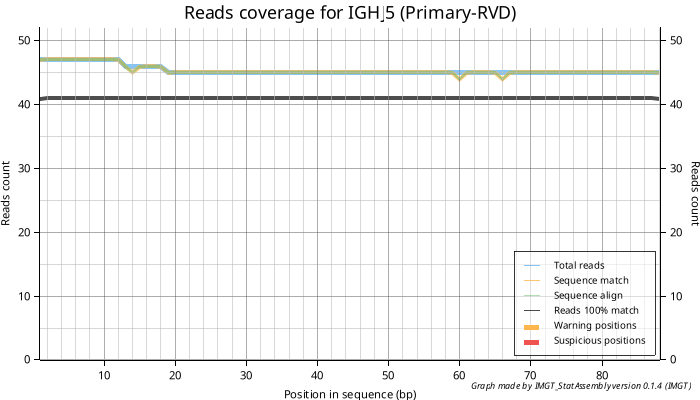 Reads coverage for IGHJ5 (Primary-RVD)
50
40
30
20
10
0
50
40
30
20
10
0
Reads count
Reads count
10 20 30 40 50 60 70 80
Position in sequence (bp)
Total reads
Sequence match
Sequence align
Reads 100% match
Warning positions
Suspicious positions
Graph made by IMGT_StatAssembly version 0.1.4 (IMGT)